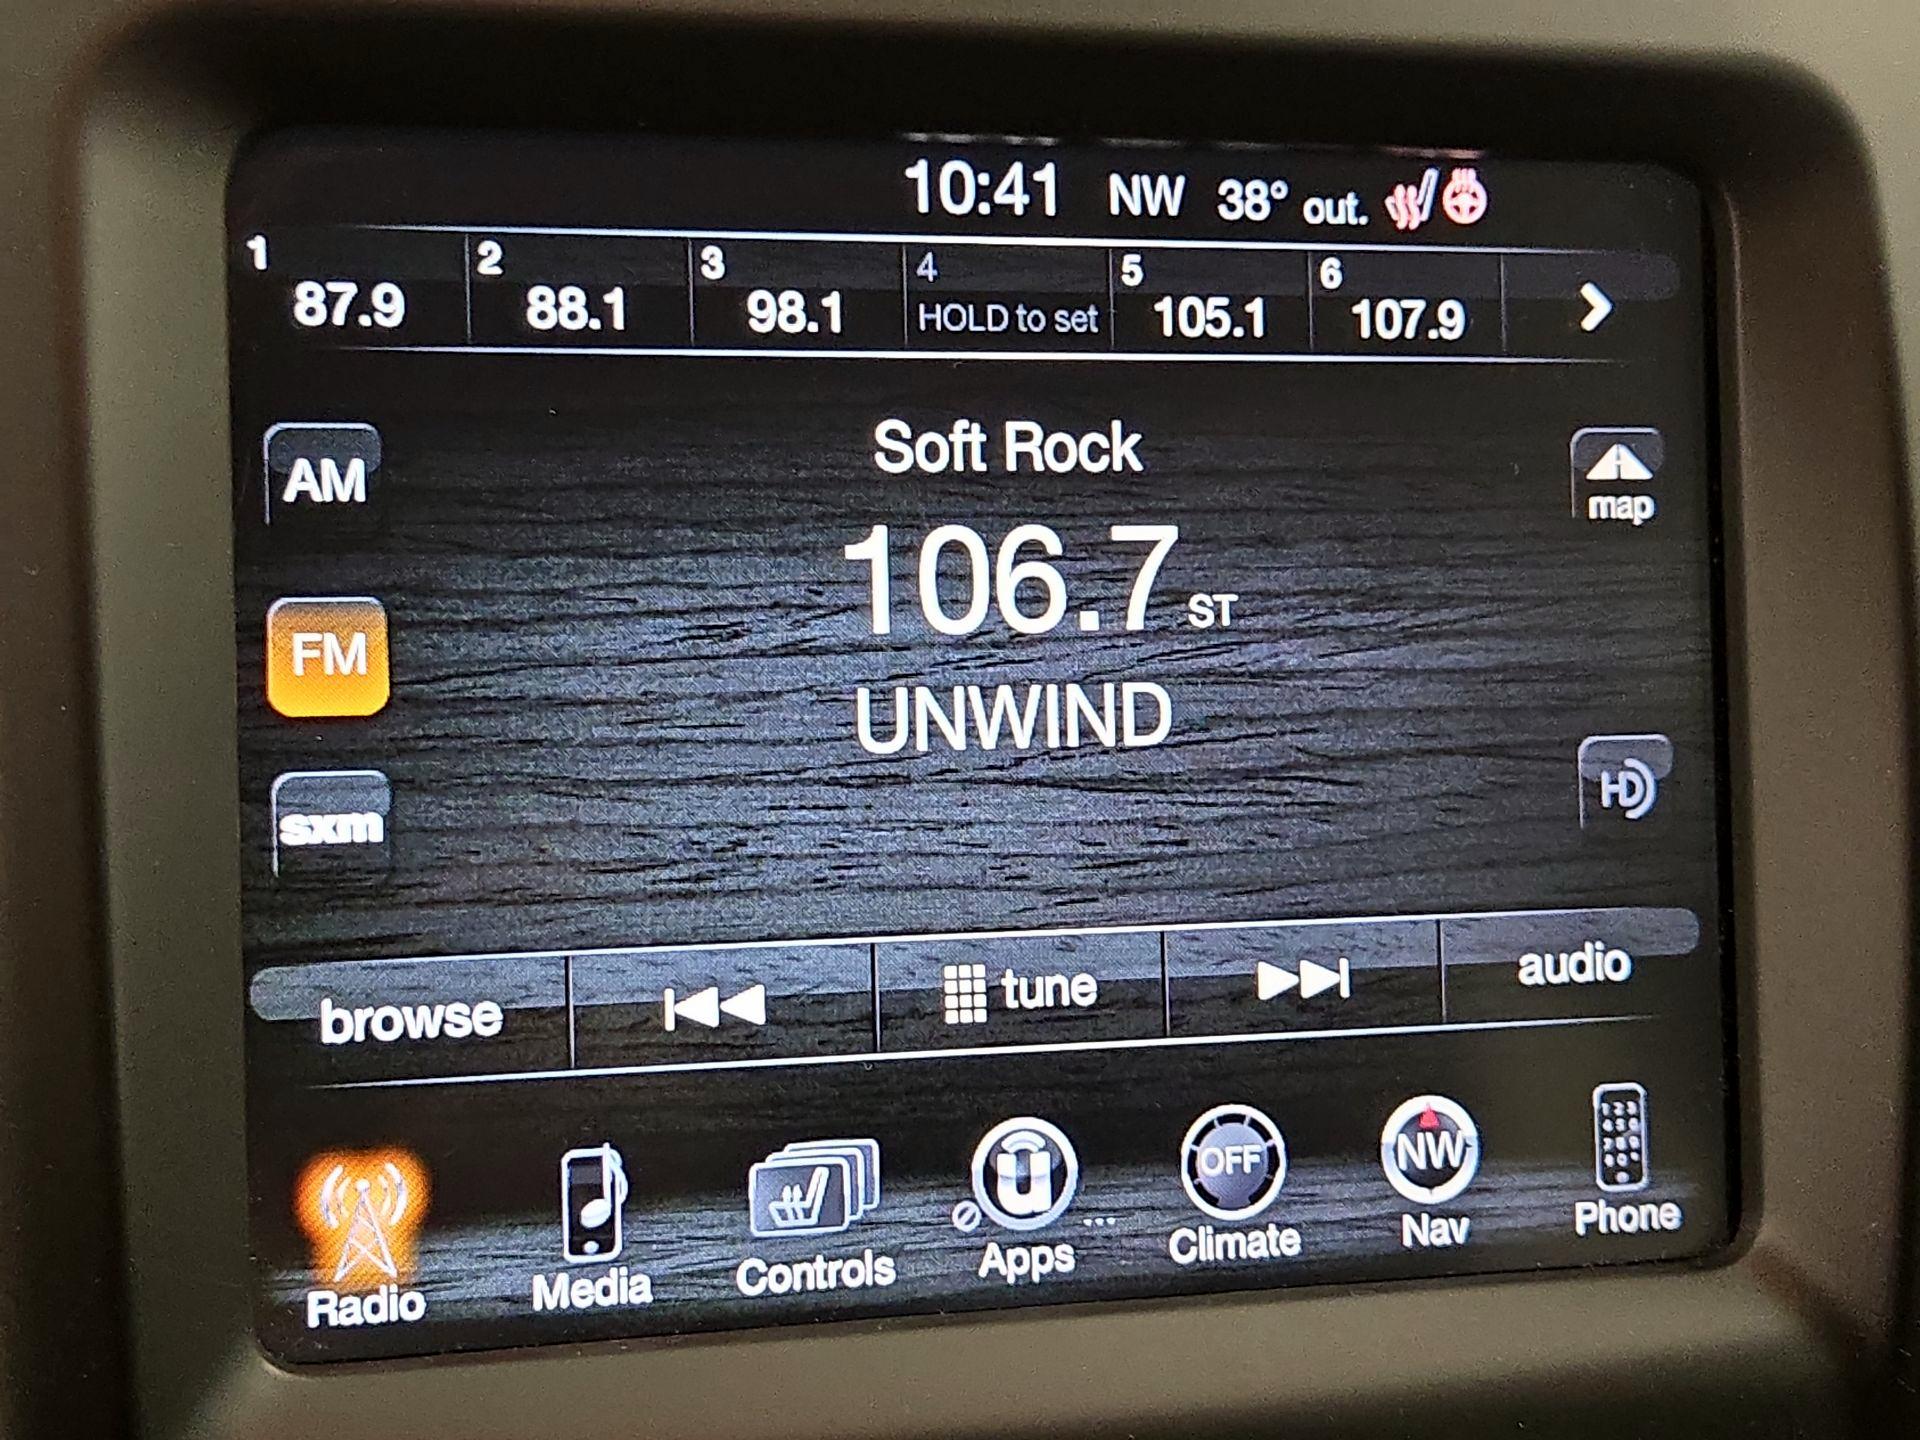 10:41 NW 38° out.
1 2 3 4 5 6
87.9 88.1 98.1 HOLD to set 105.1 107.9
Soft Rock
AM
map
106.7 ST
FM
UNWIND
HD
sxm
browse tune audio
OFF NW
Radio Media Controls Apps Climate Nav Phone